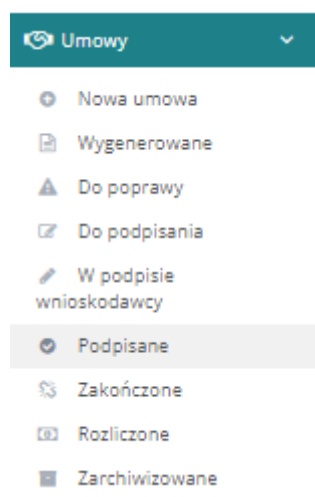 Umowy
Nowa umowa
Wygenerowane
Do poprawy
Do podpisania
W podpisie
wnioskodawcy
Podpisane
Zakończone
Rozliczone
Zarchiwizowane